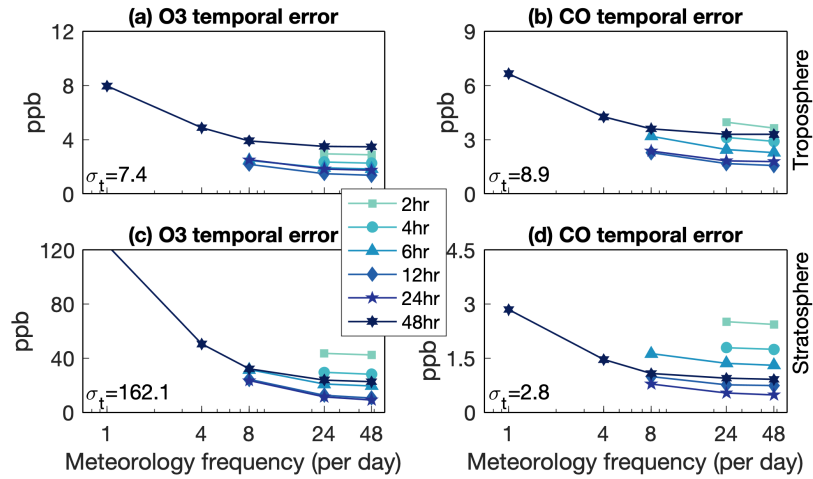 (a) O3 temporal error
(b) CO temporal error
12
8
4
0
ppb
σt=7.4
9
6
3
0
ppb
σt=8.9
Troposphere
2hr
4hr
6hr
12hr
24hr
48hr
(c) O3 temporal error
(d) CO temporal error
120
80
40
0
ppb
σt=162.1
4.5
3
1.5
0
ppb
σt=2.8
Stratosphere
1 4 8 24 48
1 4 8 24 48
Meteorology frequency (per day)
Meteorology frequency (per day)